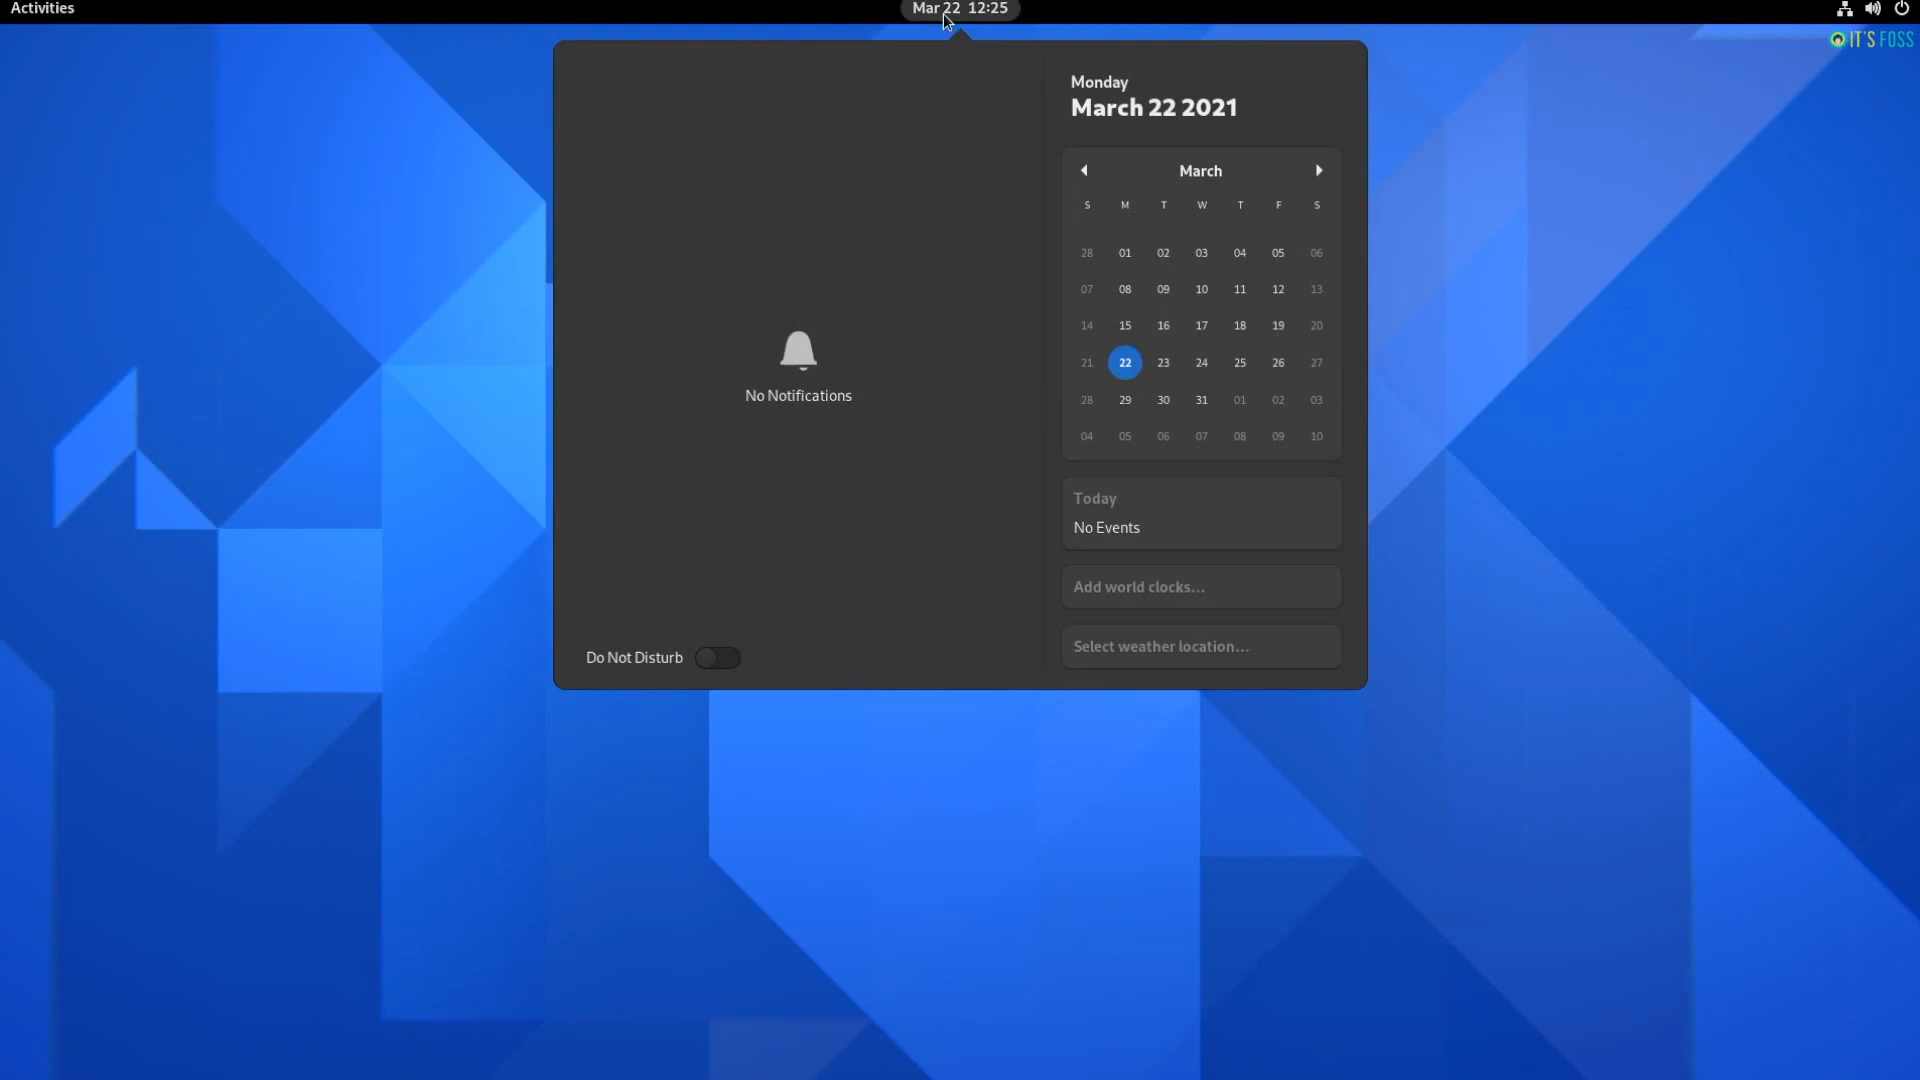 Activities
Mar 22 12:25
IT'S FOSS
Monday
March 22 2021
March
S M T W T F S
28 01 02 03 04 05 06
07 08 09 10 11 12 13
14 15 16 17 18 19 20
21 22 23 24 25 26 27
28 29 30 31 01 02 03
04 05 06 07 08 09 10
No Notifications
Today
No Events
Add world clocks...
Select weather location...
Do Not Disturb